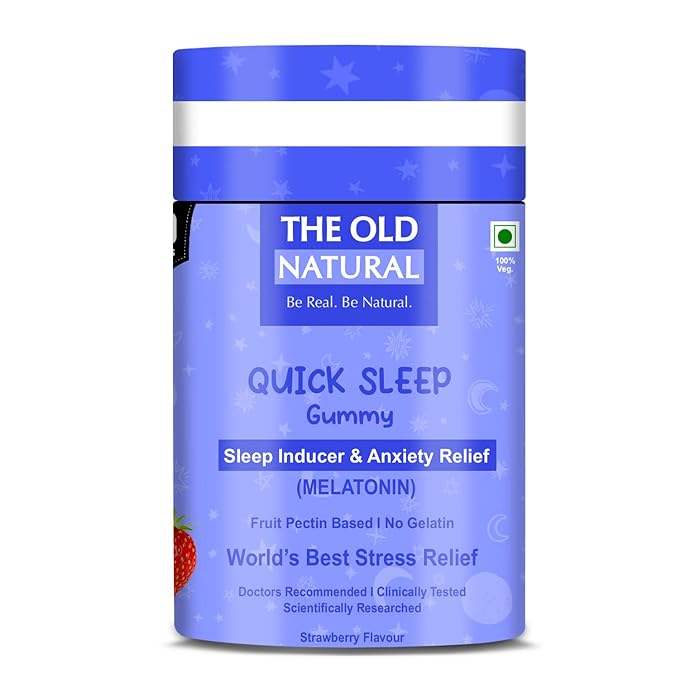 THE OLD
NATURAL
Be Real. Be Natural.
100%
Veg.
QUICK SLEEP
Gummy
Sleep Inducer & Anxiety Relief
(MELATONIN)
Fruit Pectin Based I No Gelatin
World's Best Stress Relief
Doctors Recommended I Clinically Tested
Scientifically Researched
Strawberry Flavour